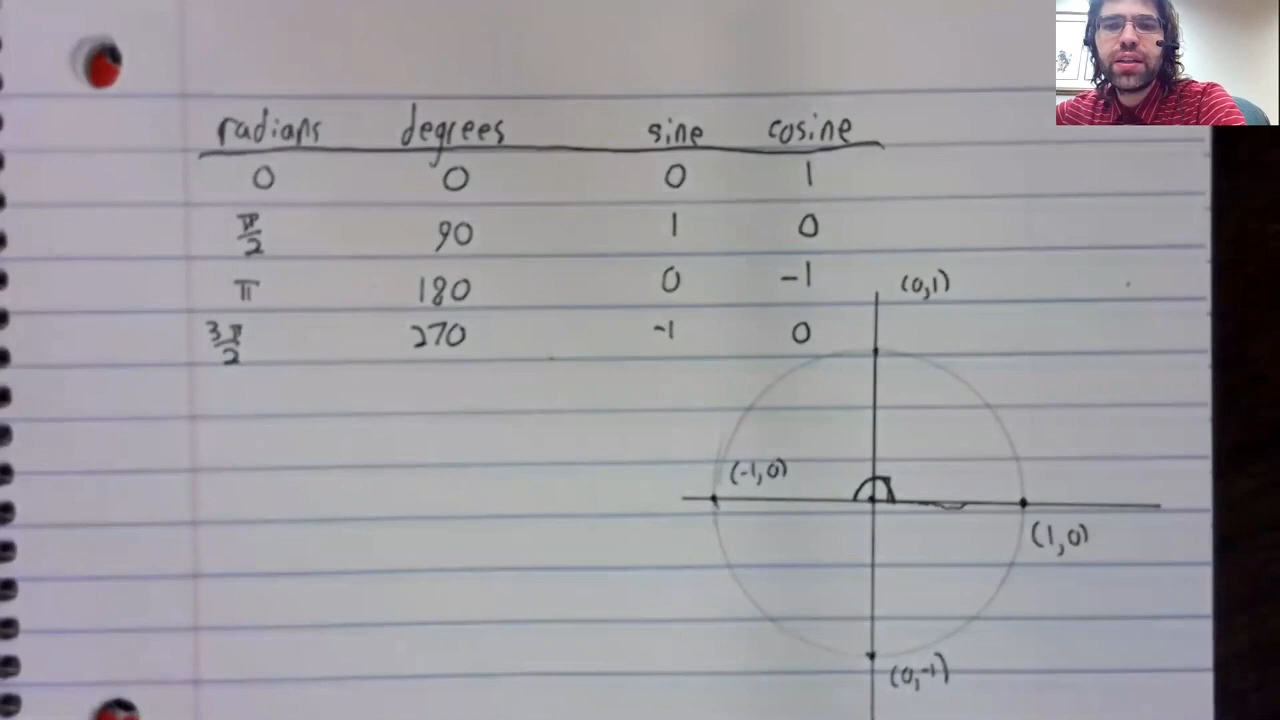 radians degrees sine cosine
0 0 0 1
π/2 90 1 0
π 180 0 -1
3π/2 270 -1 0
(0,1)
(-1,0)
(1,0)
(0,-1)